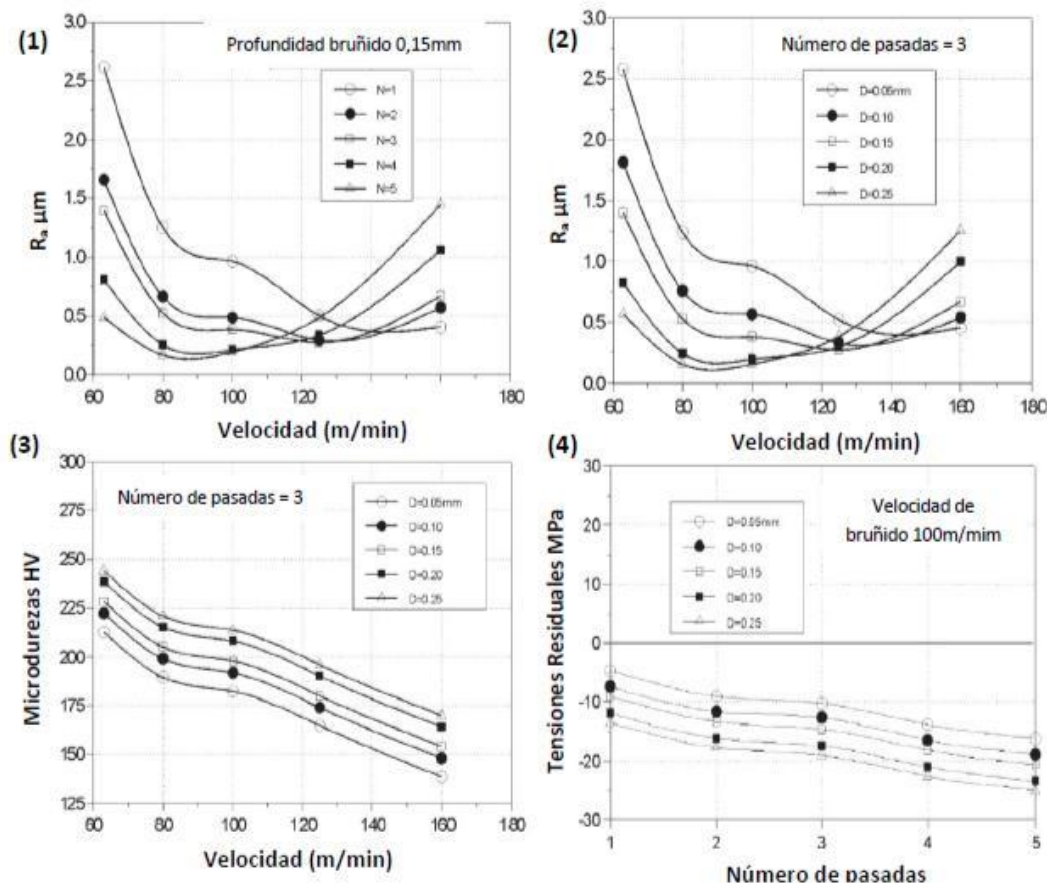 (1)
3.0
2.5
2.0
1.5
1.0
0.5
0.0
Rₐ µm
Profundidad bruñido 0,15mm
N=1
N=2
N=3
N=4
N=5
60 80 100 120 140 160 180
Velocidad (m/min)
(2)
3.0
2.5
2.0
1.5
1.0
0.5
0.0
Rₐ µm
Número de pasadas = 3
D=0.05mm
D=0.10
D=0.15
D=0.20
D=0.25
60 80 100 120 140 160 180
Velocidad (m/min)
(3)
300
275
250
225
200
175
150
125
Microdurezas HV
Número de pasadas = 3
D=0.05mm
D=0.10
D=0.15
D=0.20
D=0.25
60 80 100 120 140 160 180
Velocidad (m/min)
(4)
30
20
10
0
-10
-20
-30
Tensiones Residuales MPa
D=0.05mm
D=0.10
D=0.15
D=0.20
D=0.25
Velocidad de
bruñido 100m/mim
1 2 3 4 5
Número de pasadas